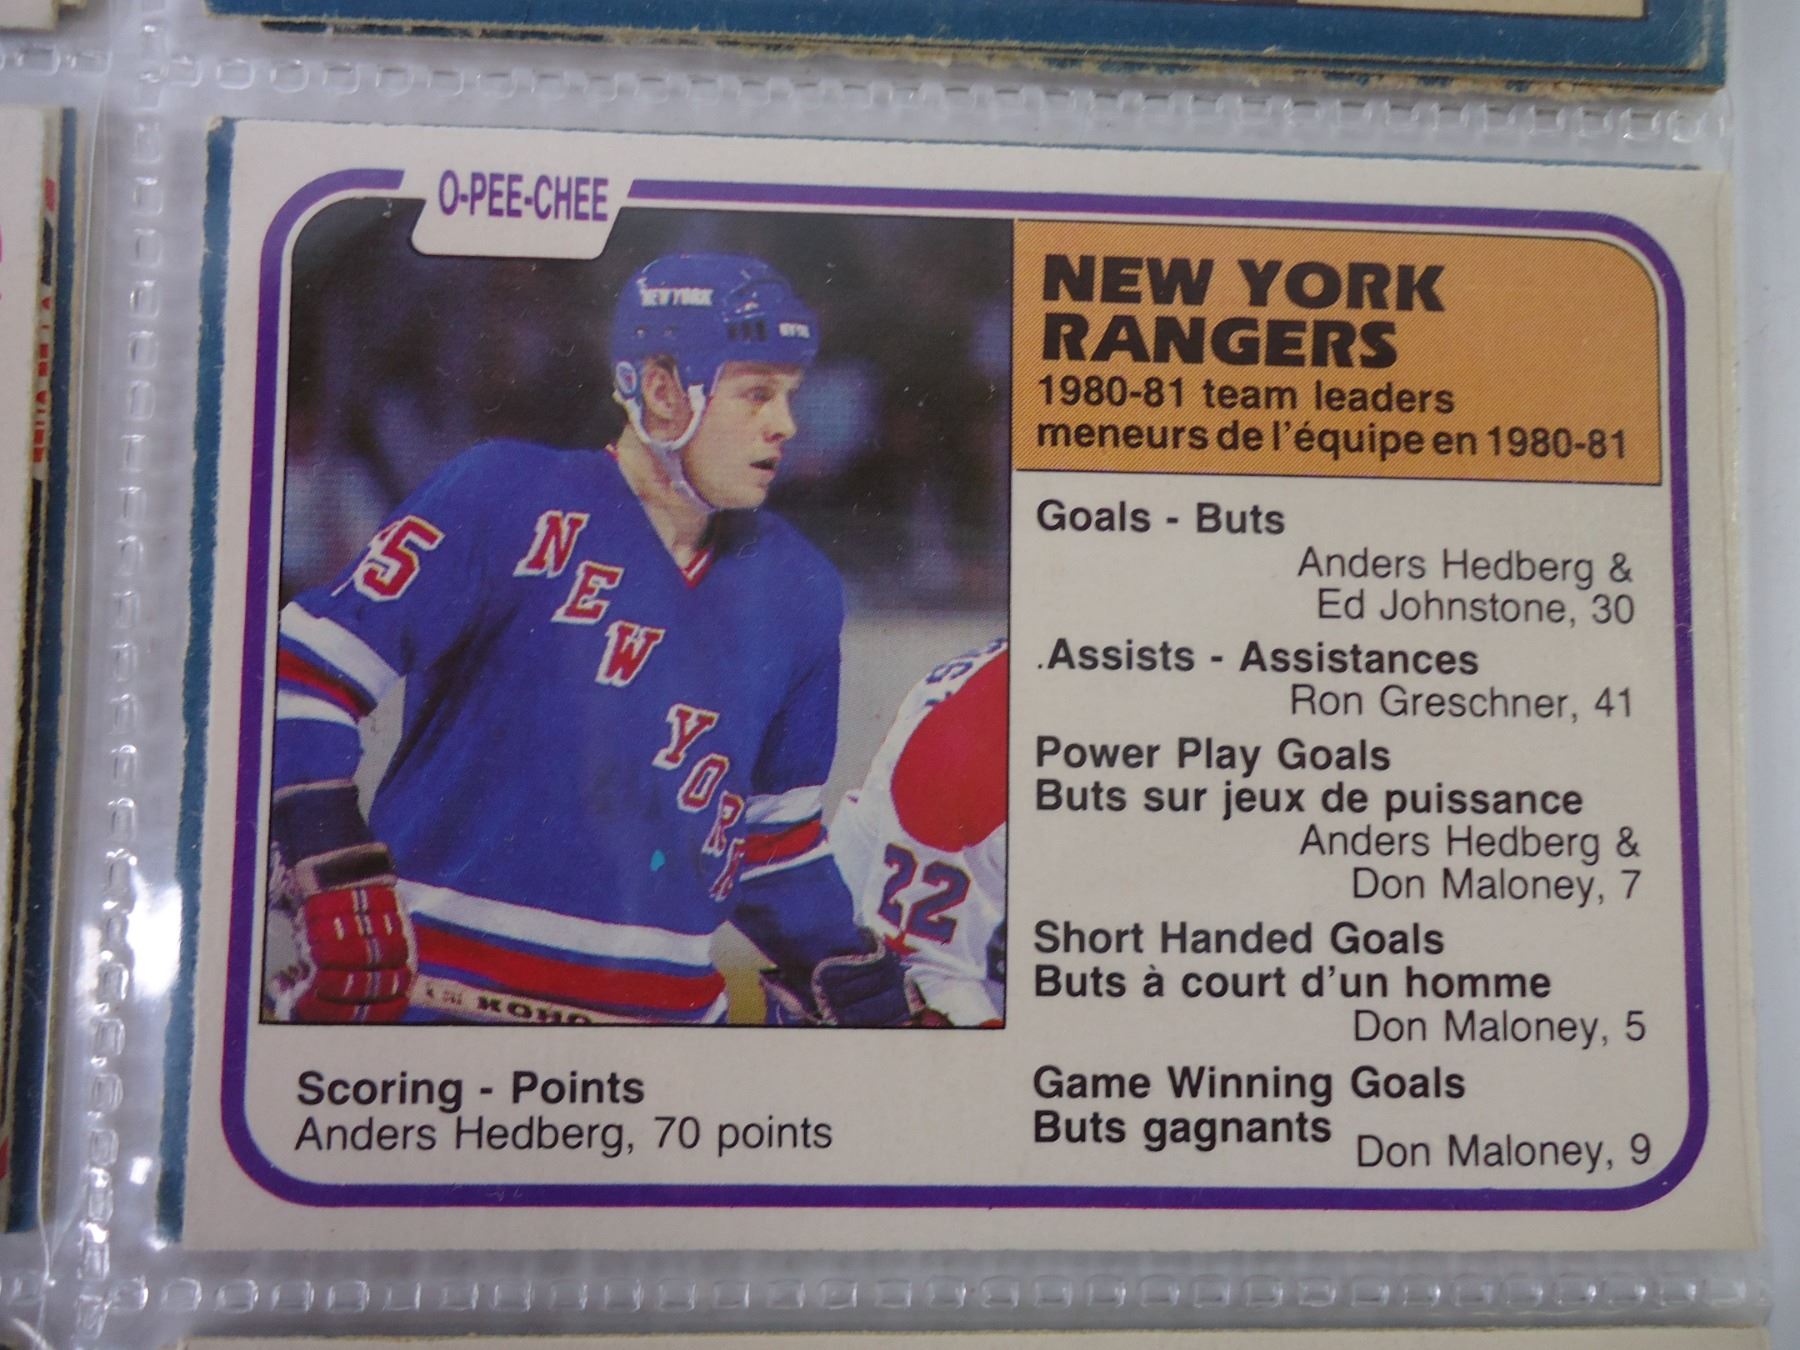 O-PEE-CHEE
NEW YORK
RANGERS
1980-81 team leaders
meneurs de l'équipe en 1980-81
NEW YORK
5
NEW
YORK
22
Goals - Buts
Anders Hedberg &
Ed Johnstone, 30
.Assists - Assistances
Ron Greschner, 41
Power Play Goals
Buts sur jeux de puissance
Anders Hedberg &
Don Maloney, 7
Short Handed Goals
Buts à court d'un homme
Don Maloney, 5
Game Winning Goals
Buts gagnants
Don Maloney, 9
Scoring - Points
Anders Hedberg, 70 points